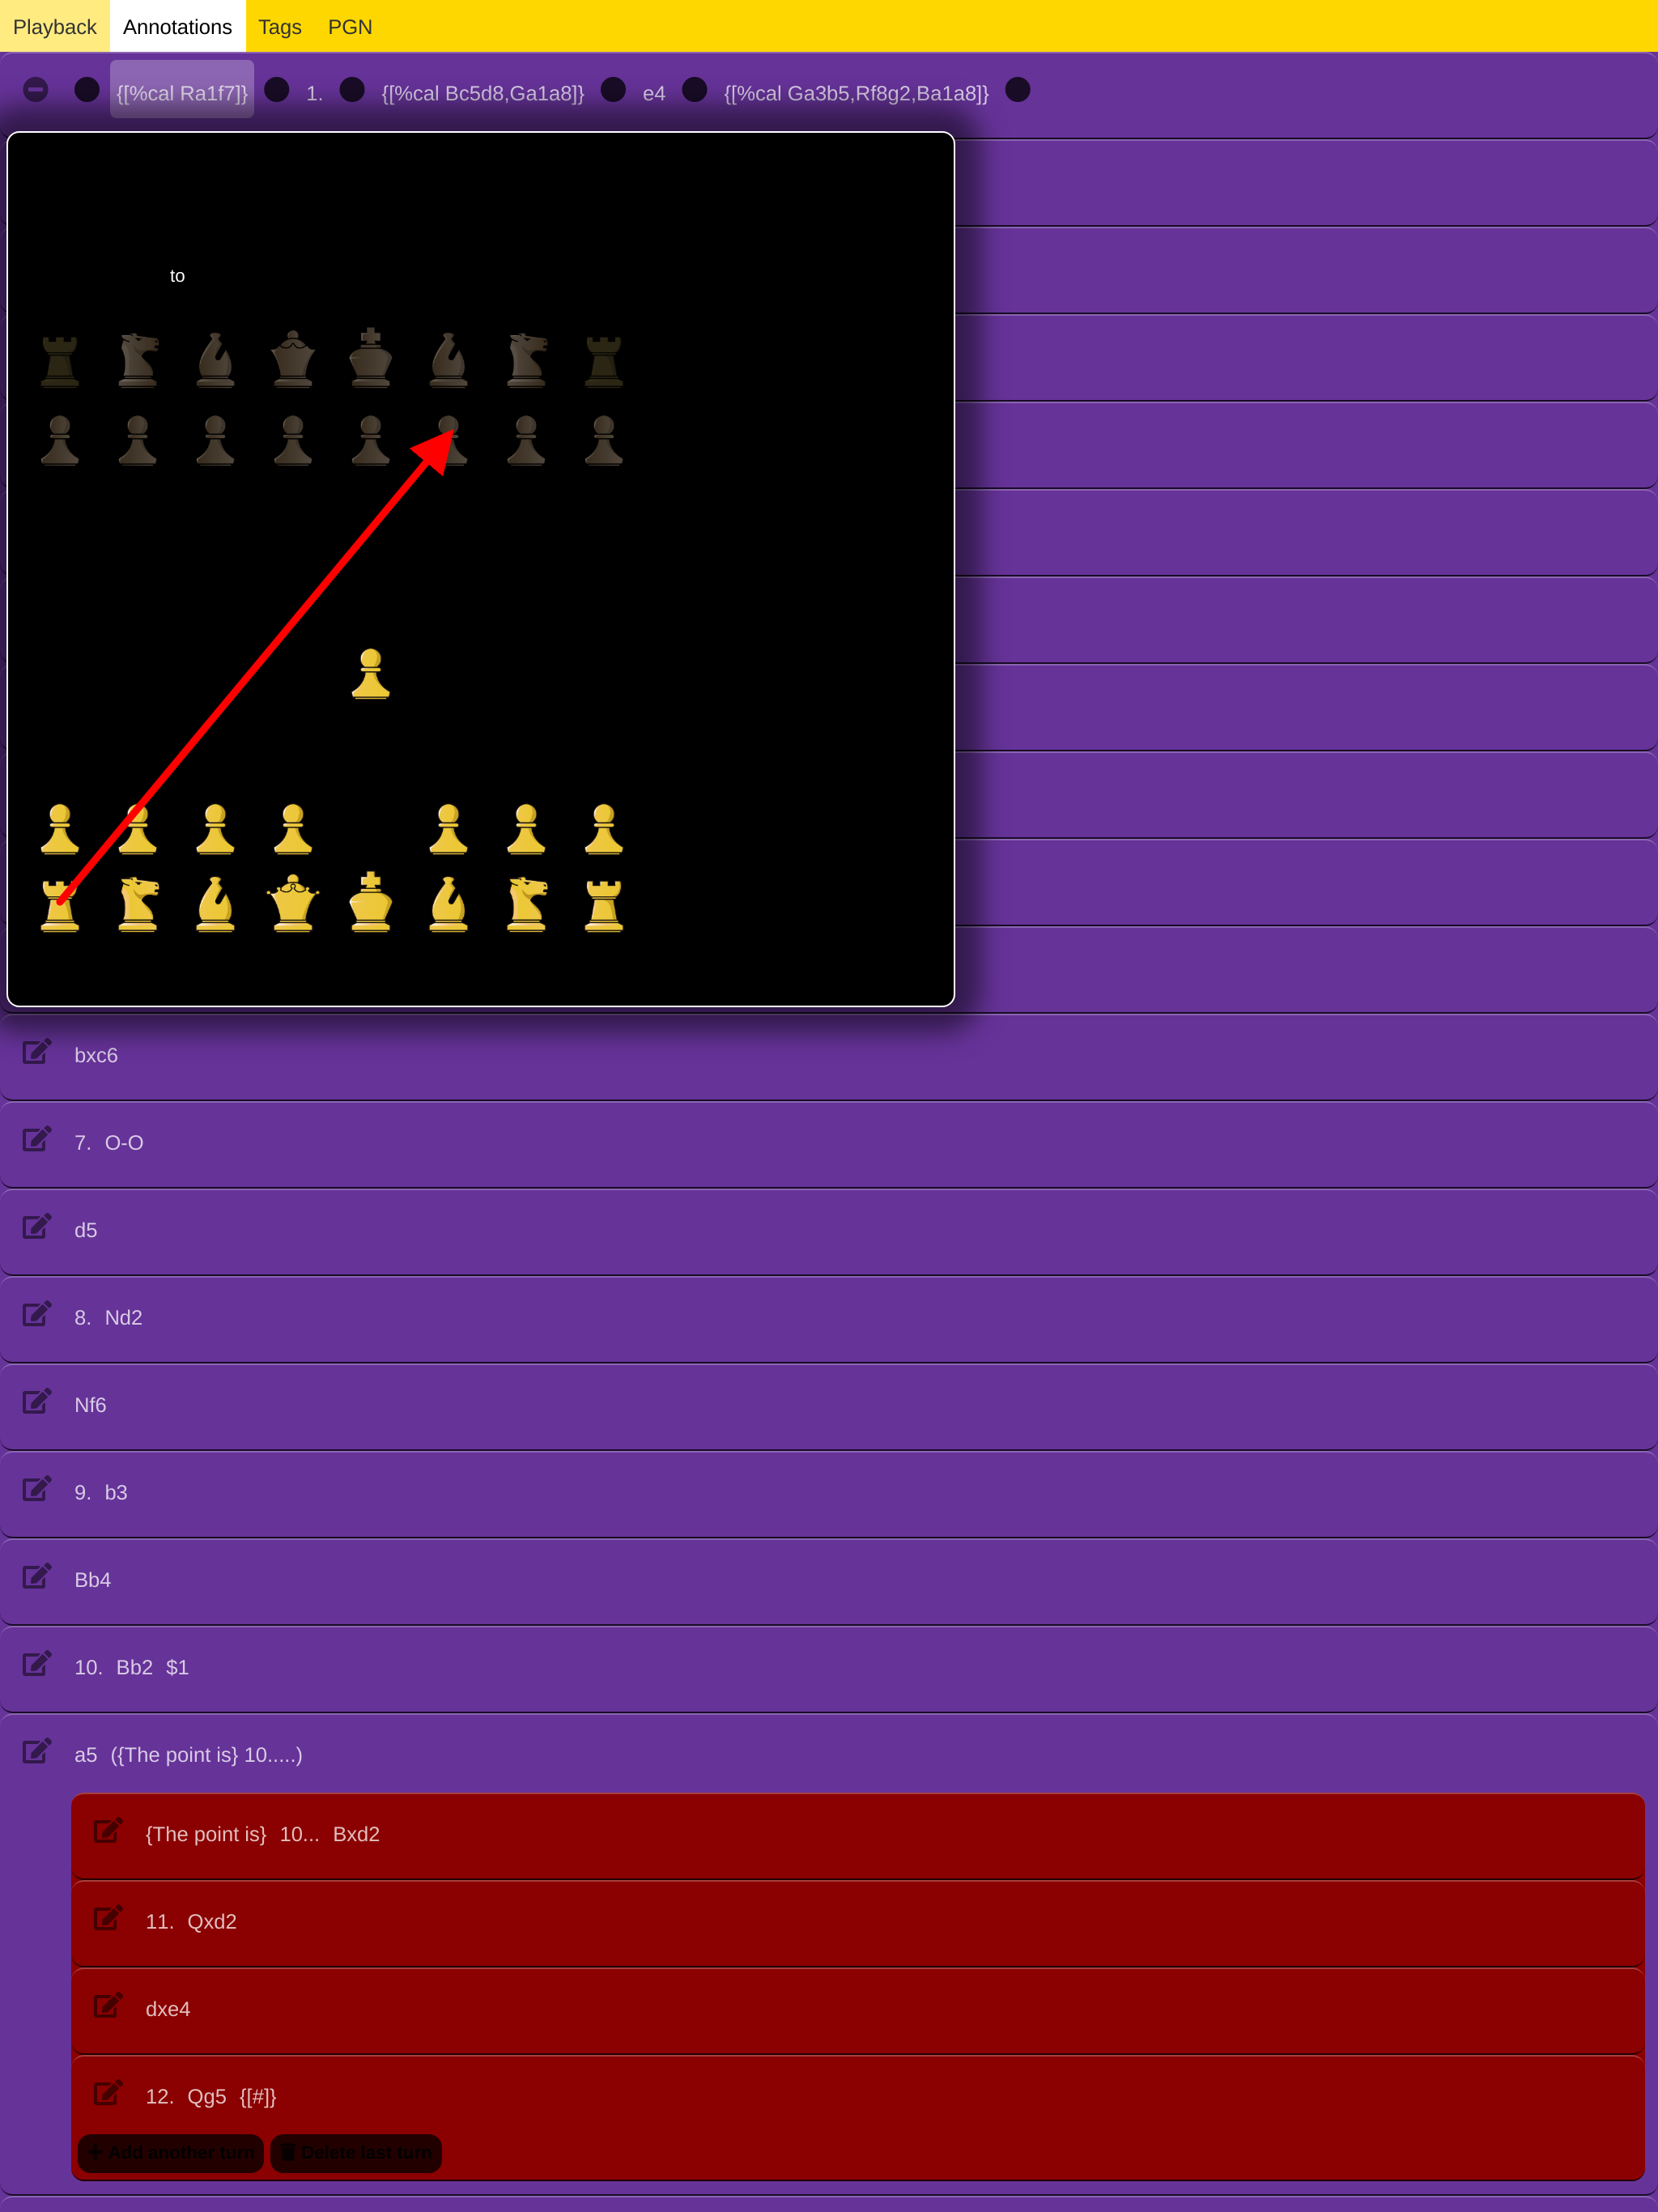 Playback Annotations Tags PGN
{[%cal Ra1f7]} 1. {[%cal Bc5d8,Ga1a8]} e4 {[%cal Ga3b5,Rf8g2,Ba1a8]}
to
bxc6
7. O-O
d5
8. Nd2
Nf6
9. b3
Bb4
10. Bb2 $1
a5 ({The point is} 10.....)
{The point is} 10... Bxd2
11. Qxd2
dxe4
12. Qg5 {[#]}
Add another turn Delete last turn